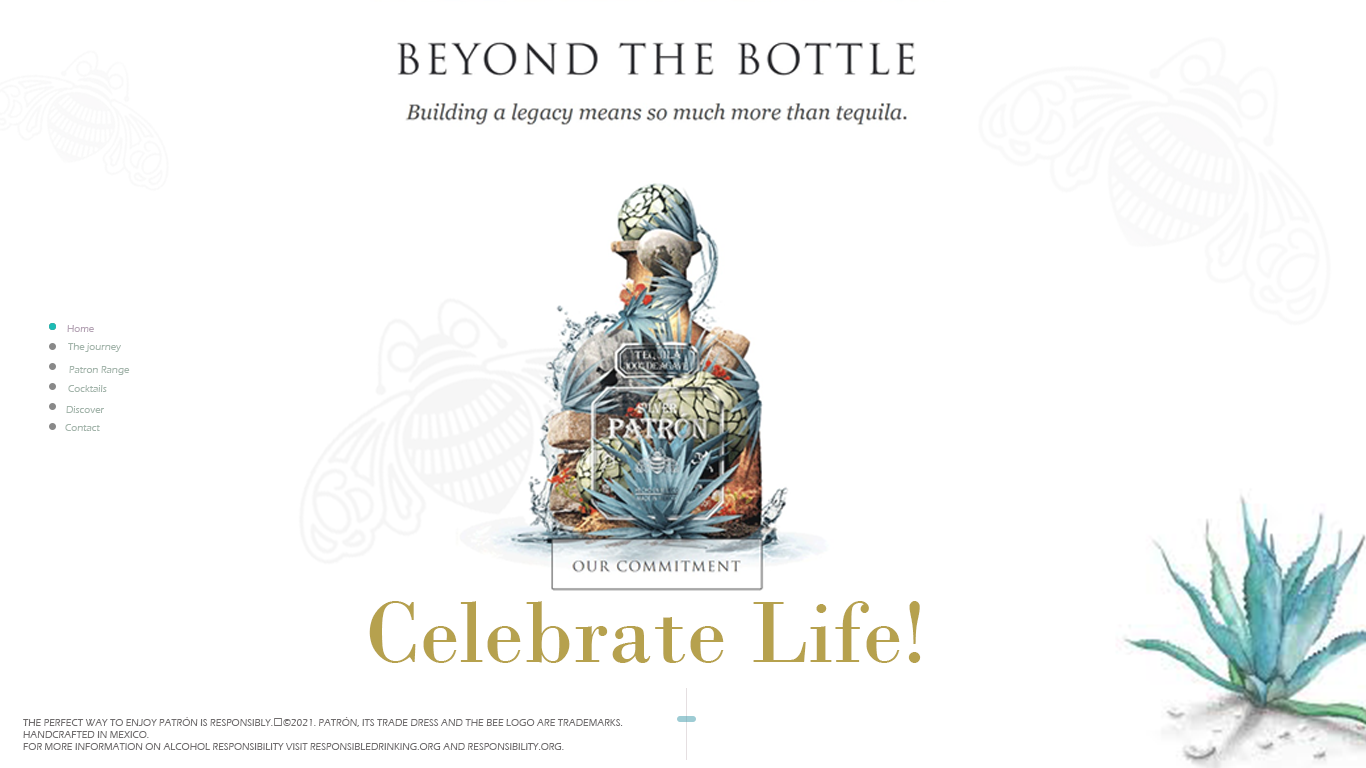 BEYOND THE BOTTLE
Building a legacy means so much more than tequila.
Home
The journey
Patron Range
Cocktails
Discover
Contact
TEQUILA
100% DE AGAVE
SILVER
PATRÓN
OUR COMMITMENT
Celebrate Life!
THE PERFECT WAY TO ENJOY PATRÓN IS RESPONSIBLY.□©2021. PATRÓN, ITS TRADE DRESS AND THE BEE LOGO ARE TRADEMARKS.
HANDCRAFTED IN MEXICO.
FOR MORE INFORMATION ON ALCOHOL RESPONSIBILITY VISIT RESPONSIBLEDRINKING.ORG AND RESPONSIBILITY.ORG.